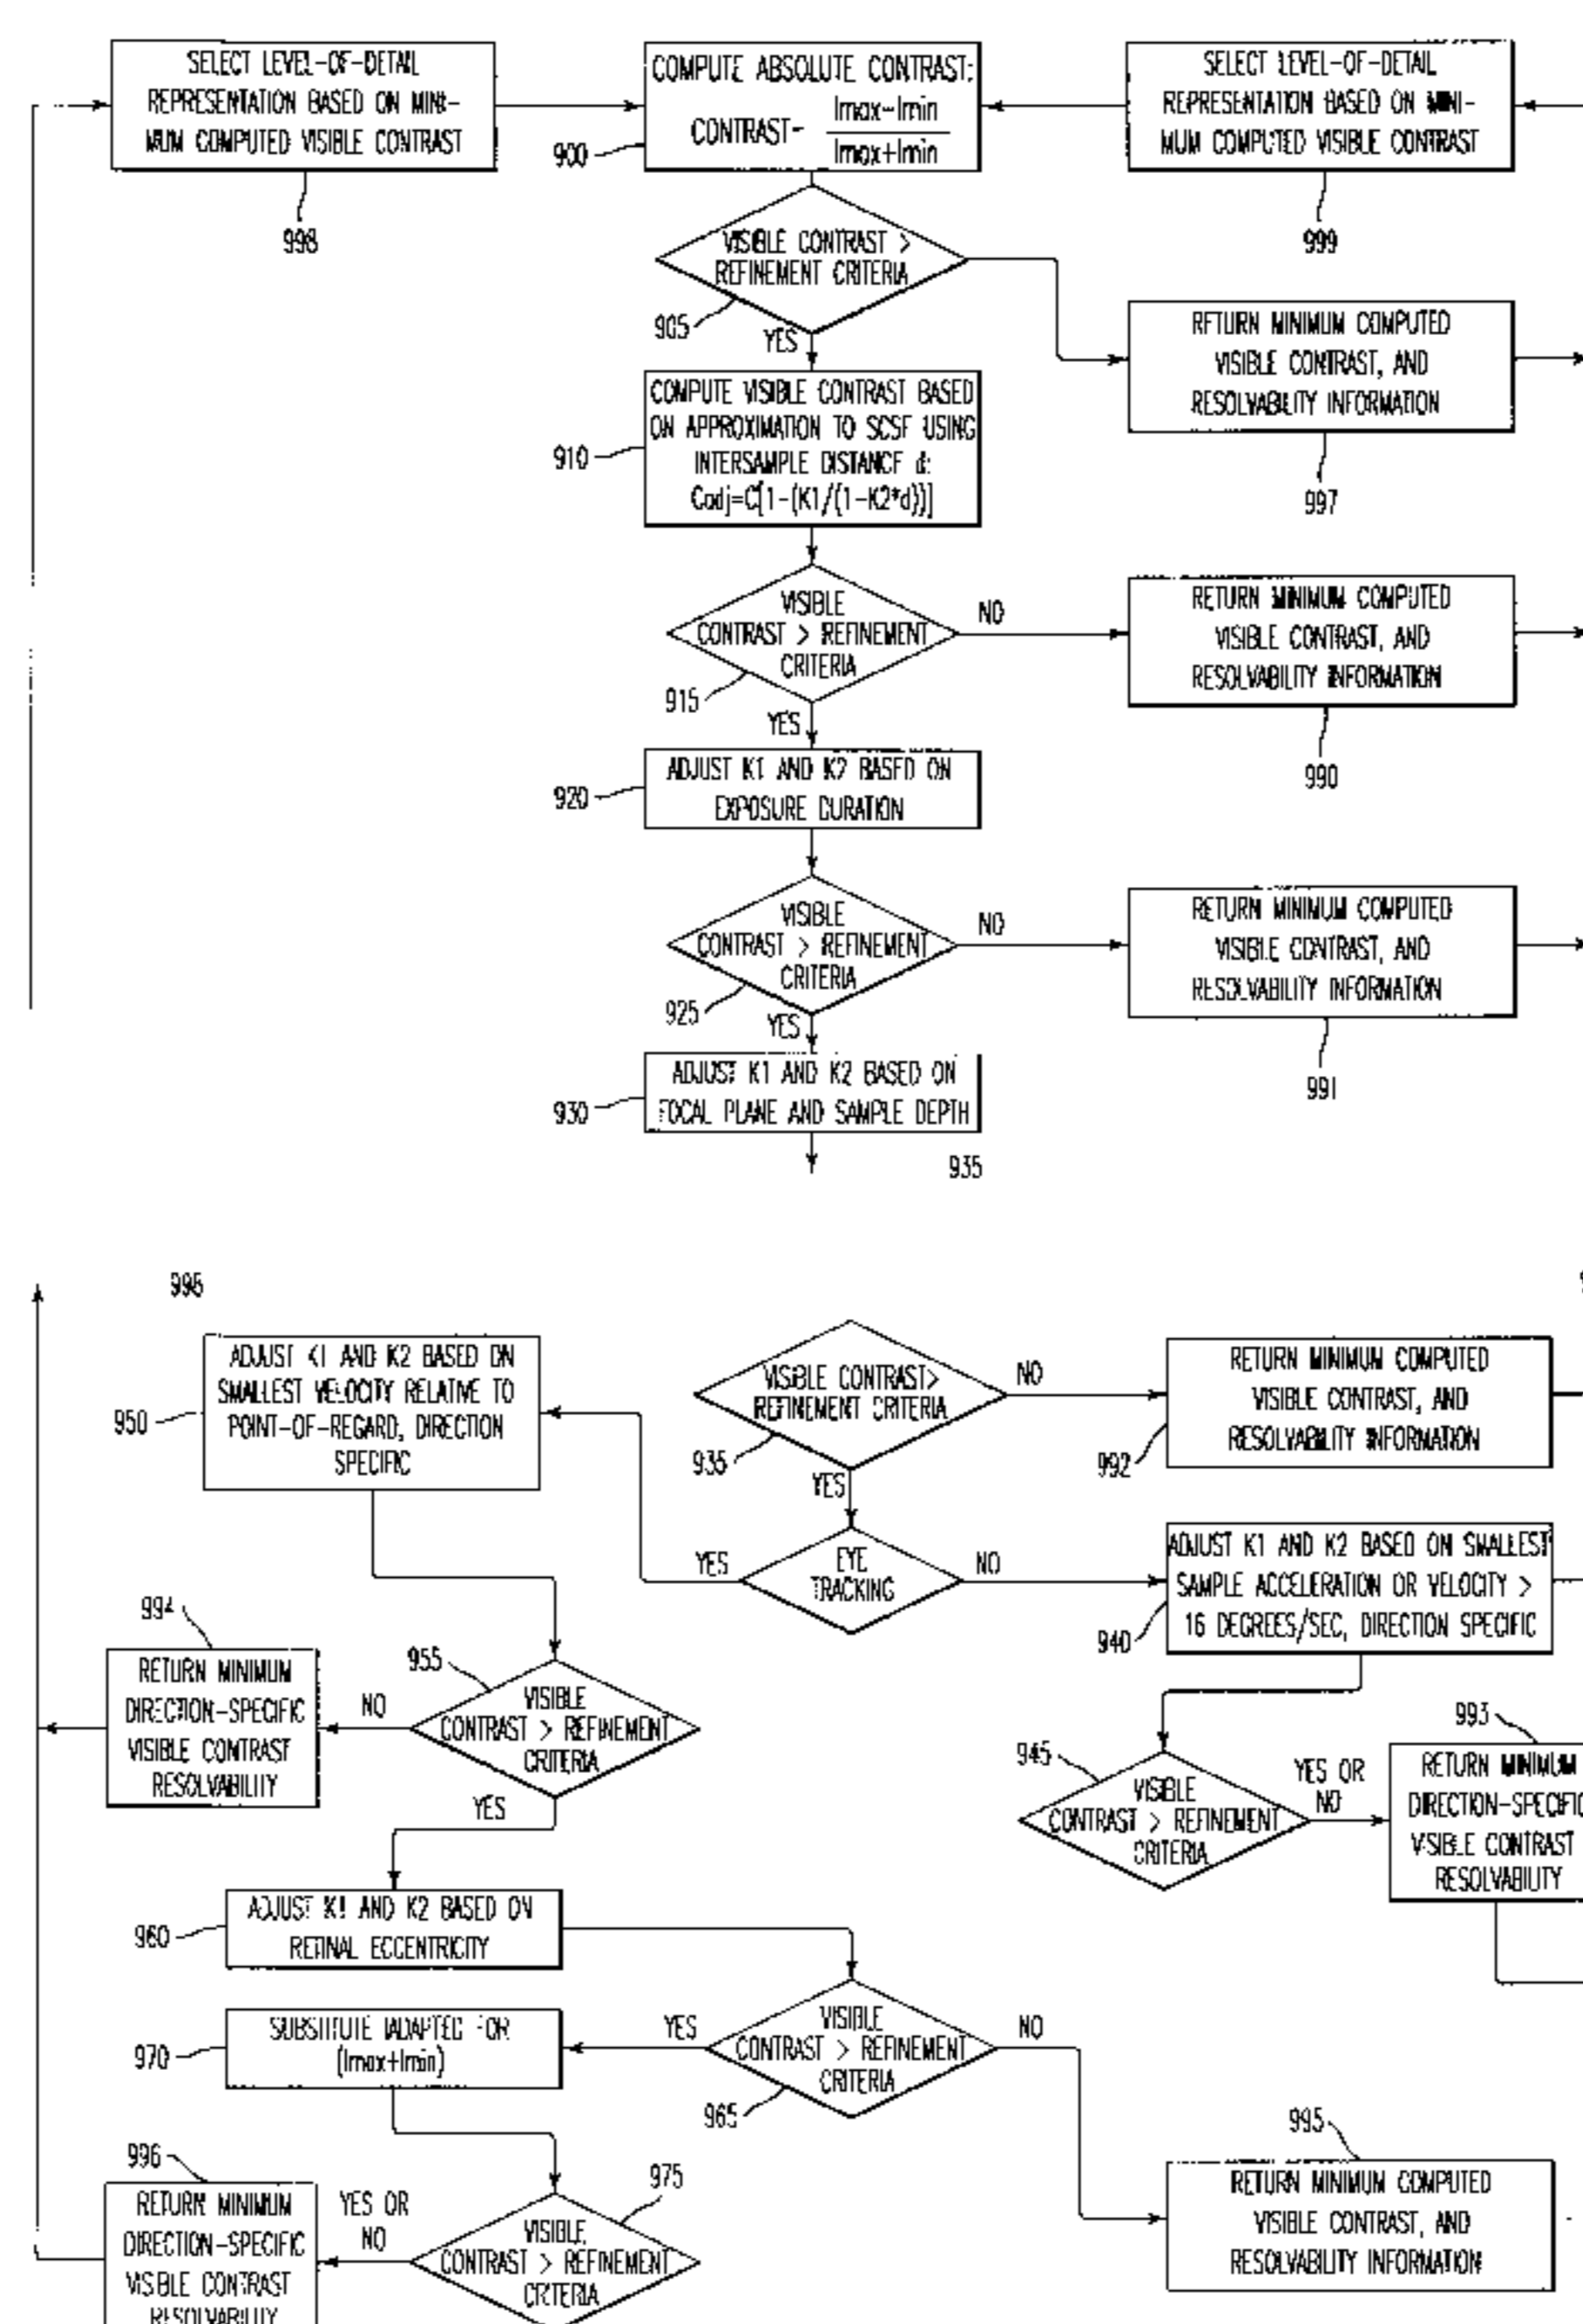 SELECT LEVEL-OF-DETAIL
REPRESENTATION BASED ON MINI-
MUM COMPUTED VISIBLE CONTRAST
998
COMPUTE ABSOLUTE CONTRAST:
CONTRAST- Imax-Imin
Imax+Imin
900
SELECT LEVEL-OF-DETAIL
REPRESENTATION BASED ON MINI-
MUM COMPUTED VISIBLE CONTRAST
999
VISIBLE CONTRAST >
REFINEMENT CRITERIA
905
YES
RETURN MINIMUM COMPUTED
VISIBLE CONTRAST, AND
RESOLVABILITY INFORMATION
997
COMPUTE VISIBLE CONTRAST BASED
ON APPROXIMATION TO SCSF USING
INTERSAMPLE DISTANCE d:
Cadj=C[1-(K1/(1-K2*d))]
910
VISIBLE
CONTRAST > REFINEMENT
CRITERIA
915
NO
YES
RETURN MINIMUM COMPUTED
VISIBLE CONTRAST, AND
RESOLVABILITY INFORMATION
990
ADJUST K1 AND K2 BASED ON
EXPOSURE DURATION
920
VISIBLE
CONTRAST > REFINEMENT
CRITERIA
925
NO
YES
RETURN MINIMUM COMPUTED
VISIBLE CONTRAST, AND
RESOLVABILITY INFORMATION
991
ADJUST K1 AND K2 BASED ON
FOCAL PLANE AND SAMPLE DEPTH
930
935
998
ADJUST K1 AND K2 BASED ON
SMALLEST VELOCITY RELATIVE TO
POINT-OF-REGARD, DIRECTION
SPECIFIC
950
VISIBLE CONTRAST>
REFINEMENT CRITERIA
935
NO
YES
RETURN MINIMUM COMPUTED
VISIBLE CONTRAST, AND
RESOLVABILITY INFORMATION
992
EYE
TRACKING
YES
NO
ADJUST K1 AND K2 BASED ON SMALLEST
SAMPLE ACCELERATION OR VELOCITY >
16 DEGREES/SEC, DIRECTION SPECIFIC
940
994
RETURN MINIMUM
DIRECTION-SPECIFIC
VISIBLE CONTRAST
RESOLVABILITY
955
NO
VISIBLE
CONTRAST > REFINEMENT
CRITERIA
YES
945
VISIBLE
CONTRAST > REFINEMENT
CRITERIA
YES OR
NO
993
RETURN MINIMUM
DIRECTION-SPECIFIC
VISIBLE CONTRAST
RESOLVABILITY
ADJUST K1 AND K2 BASED ON
RETINAL ECCENTRICITY
960
SUBSTITUTE IADAPTED FOR
(Imax+Imin)
970
YES
VISIBLE
CONTRAST > REFINEMENT
CRITERIA
965
NO
995
RETURN MINIMUM COMPUTED
VISIBLE CONTRAST, AND
RESOLVABILITY INFORMATION
996
RETURN MINIMUM
DIRECTION-SPECIFIC
VISIBLE CONTRAST
RESOLVABILITY
YES OR
NO
975
VISIBLE
CONTRAST > REFINEMENT
CRITERIA